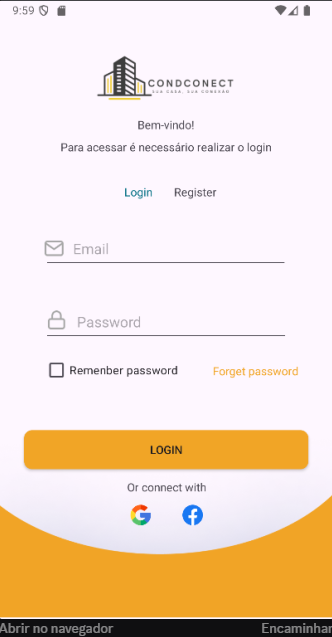 9:59
CONDCONECT
SUA CASA, SUA CONEXÃO
Bem-vindo!
Para acessar é necessário realizar o login
Login Register
Email
Password
Remenber password Forget password
LOGIN
Or connect with
Abrir no navegador Encaminhar